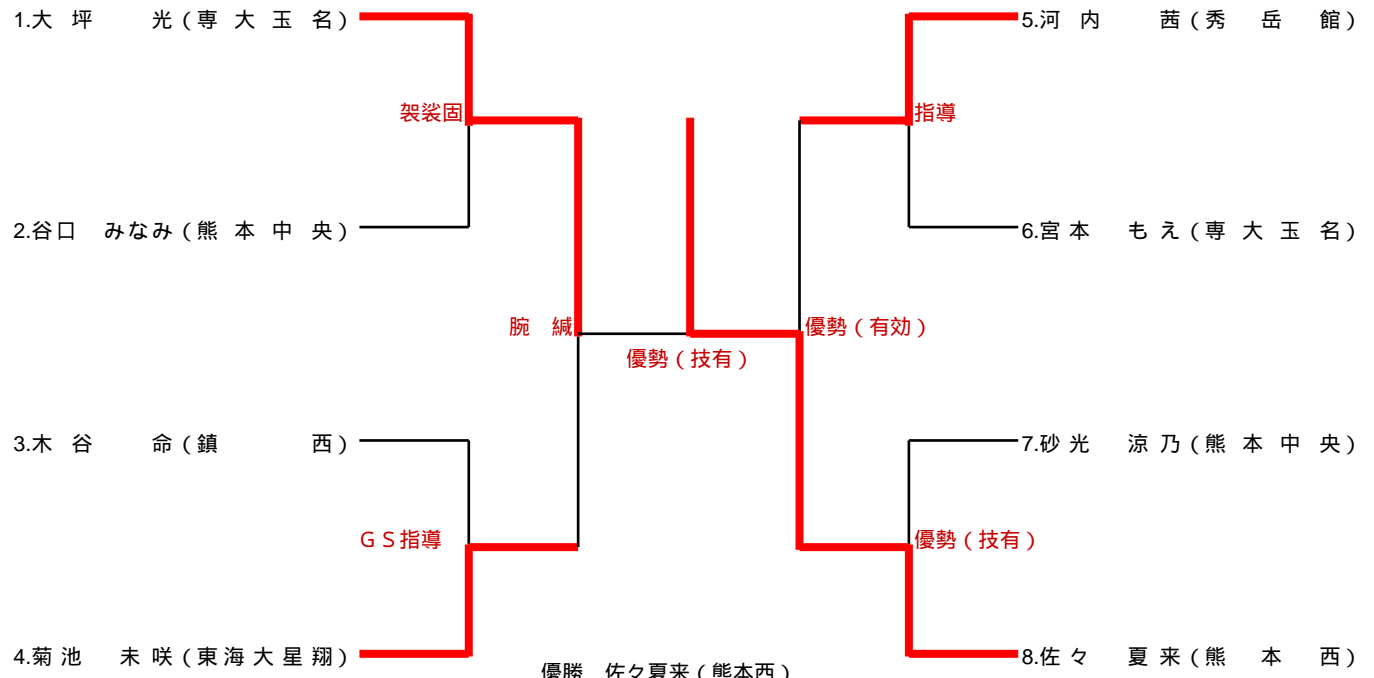 1.大坪 光(専大玉名)
5.河内 茜(秀岳館)
袈裟固
指導
2.谷口 みなみ(熊本中央)
6.宮本 もえ(専大玉名)
腕緘
優勢(有効)
優勢(技有)
3.木谷 命(鎮西)
7.砂光 涼乃(熊本中央)
GS指導
優勢(技有)
4.菊池 未咲(東海大星翔)
8.佐々 夏来(熊本西)
優勝 佐々夏来(熊本西)